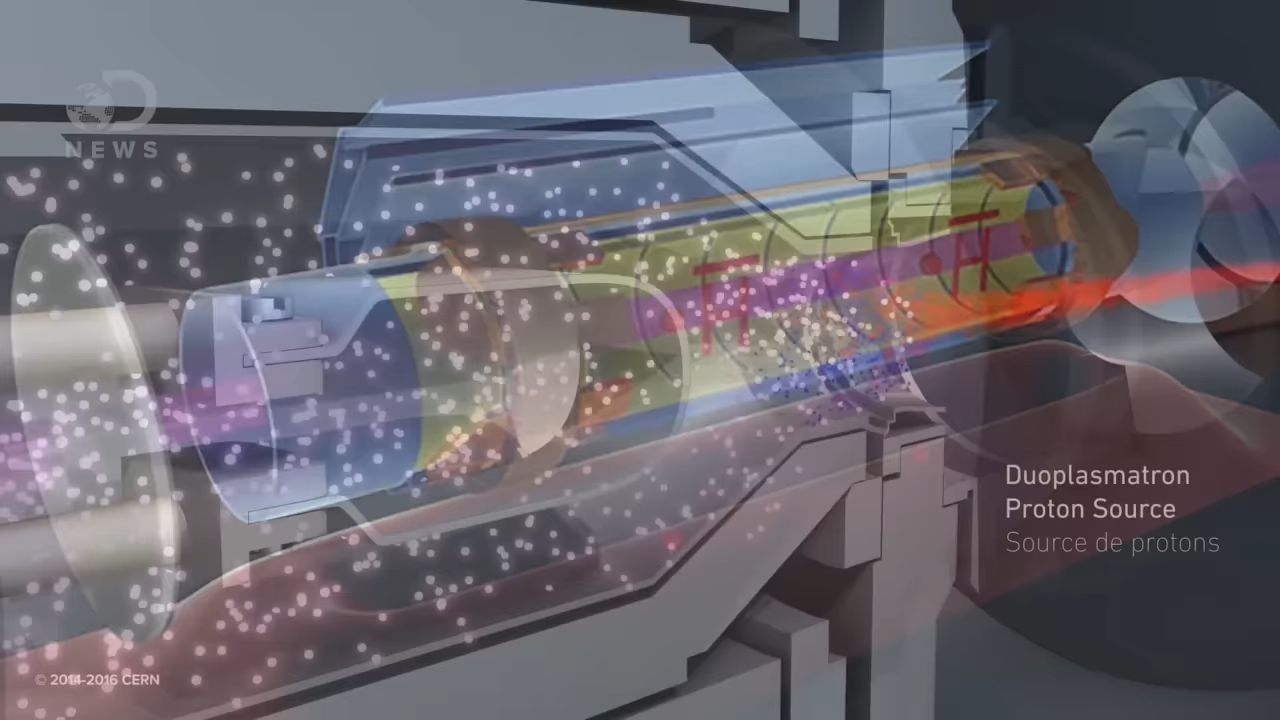 NEWS
H
H
Duoplasmatron
Proton Source
Source de protons
© 2014-2016 CERN